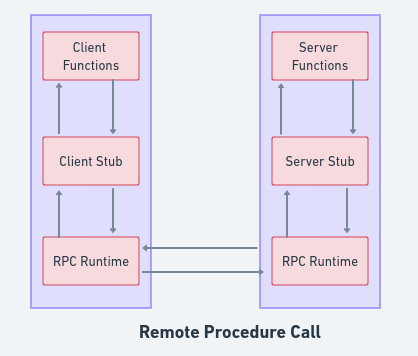 Client
Functions
Client Stub
RPC Runtime
Server
Functions
Server Stub
RPC Runtime
Remote Procedure Call